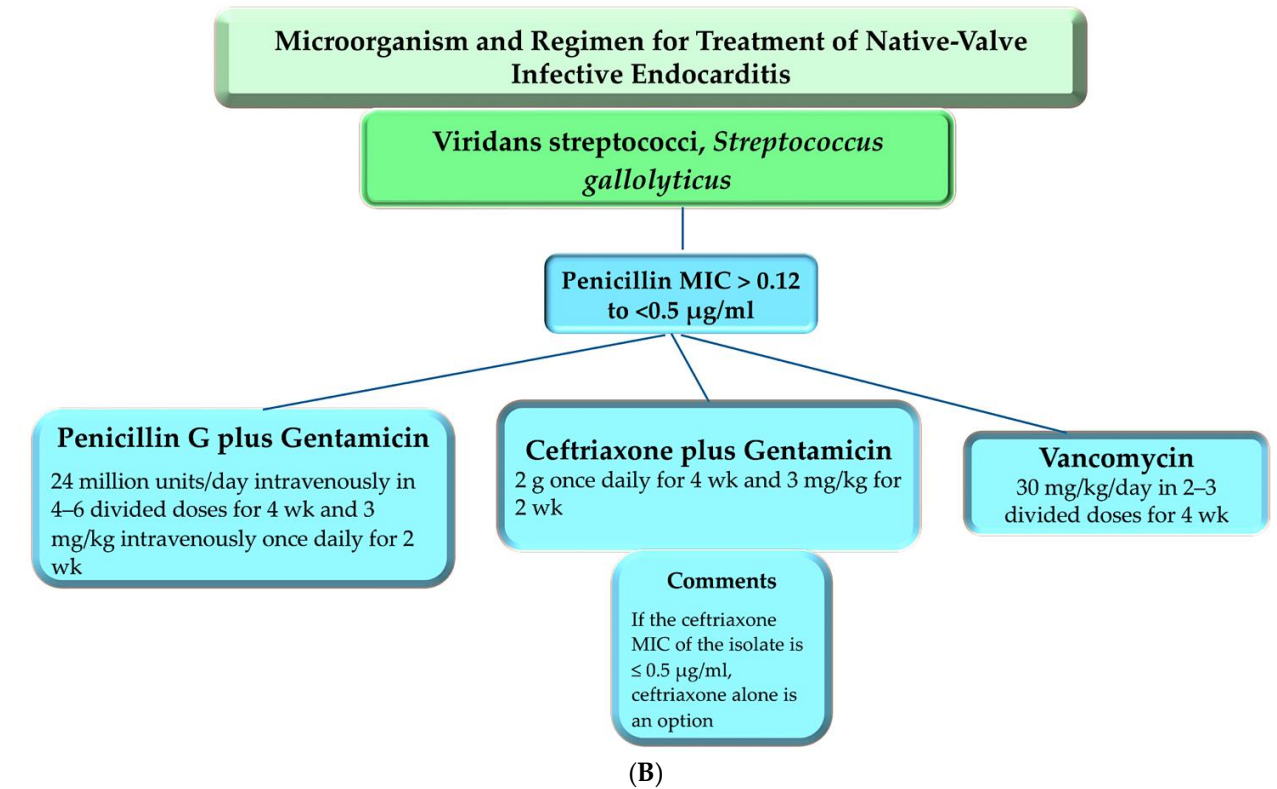 Microorganism and Regimen for Treatment of Native-Valve
Infective Endocarditis
Viridans streptococci, Streptococcus
gallolyticus
Penicillin MIC > 0.12
to <0.5 µg/ml
Penicillin G plus Gentamicin
24 million units/day intravenously in
4–6 divided doses for 4 wk and 3
mg/kg intravenously once daily for 2
wk
Ceftriaxone plus Gentamicin
2 g once daily for 4 wk and 3 mg/kg for
2 wk
Vancomycin
30 mg/kg/day in 2–3
divided doses for 4 wk
Comments
If the ceftriaxone
MIC of the isolate is
≤ 0.5 µg/ml,
ceftriaxone alone is
an option
(B)